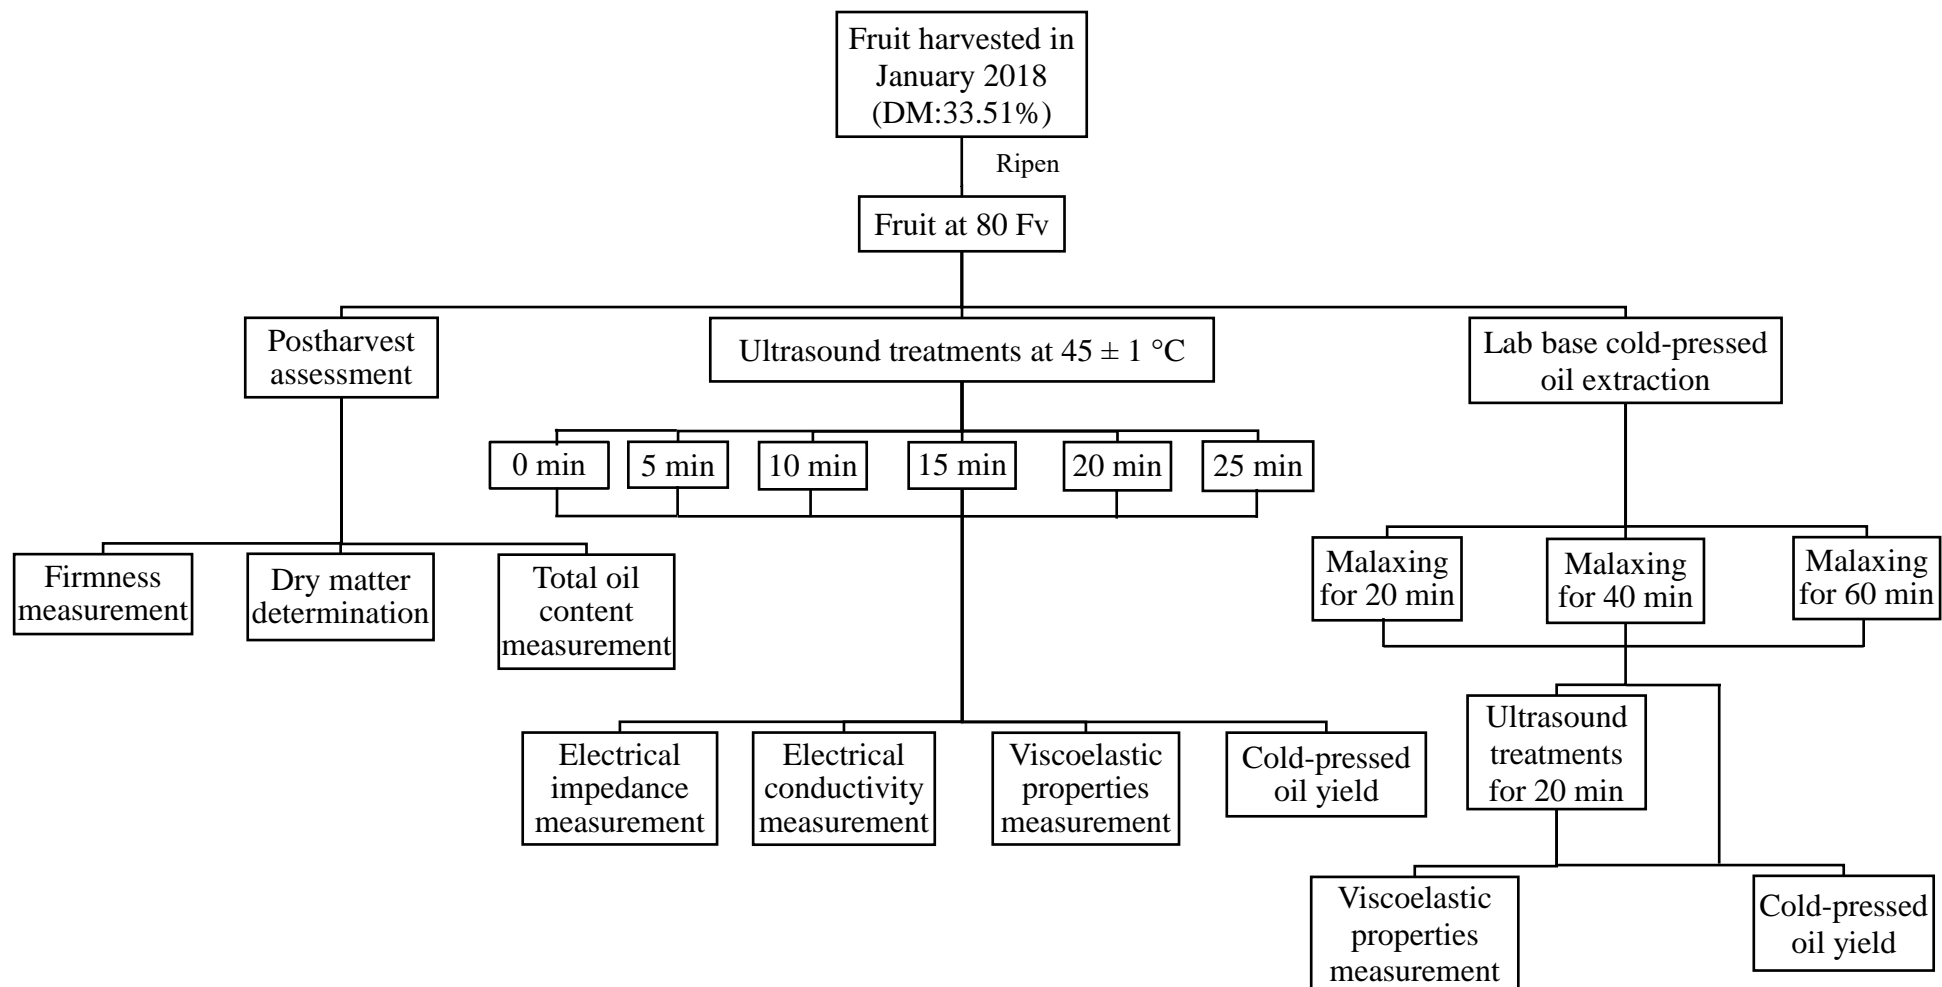 Fruit harvested in
January 2018
(DM:33.51%)
Ripen
Fruit at 80 Fv
Postharvest
assessment
Ultrasound treatments at 45 ± 1 °C
Lab base cold-pressed
oil extraction
0 min
5 min
10 min
15 min
20 min
25 min
Firmness
measurement
Dry matter
determination
Total oil
content
measurement
Malaxing
for 20 min
Malaxing
for 40 min
Malaxing
for 60 min
Electrical
impedance
measurement
Electrical
conductivity
measurement
Viscoelastic
properties
measurement
Cold-pressed
oil yield
Ultrasound
treatments
for 20 min
Viscoelastic
properties
measurement
Cold-pressed
oil yield